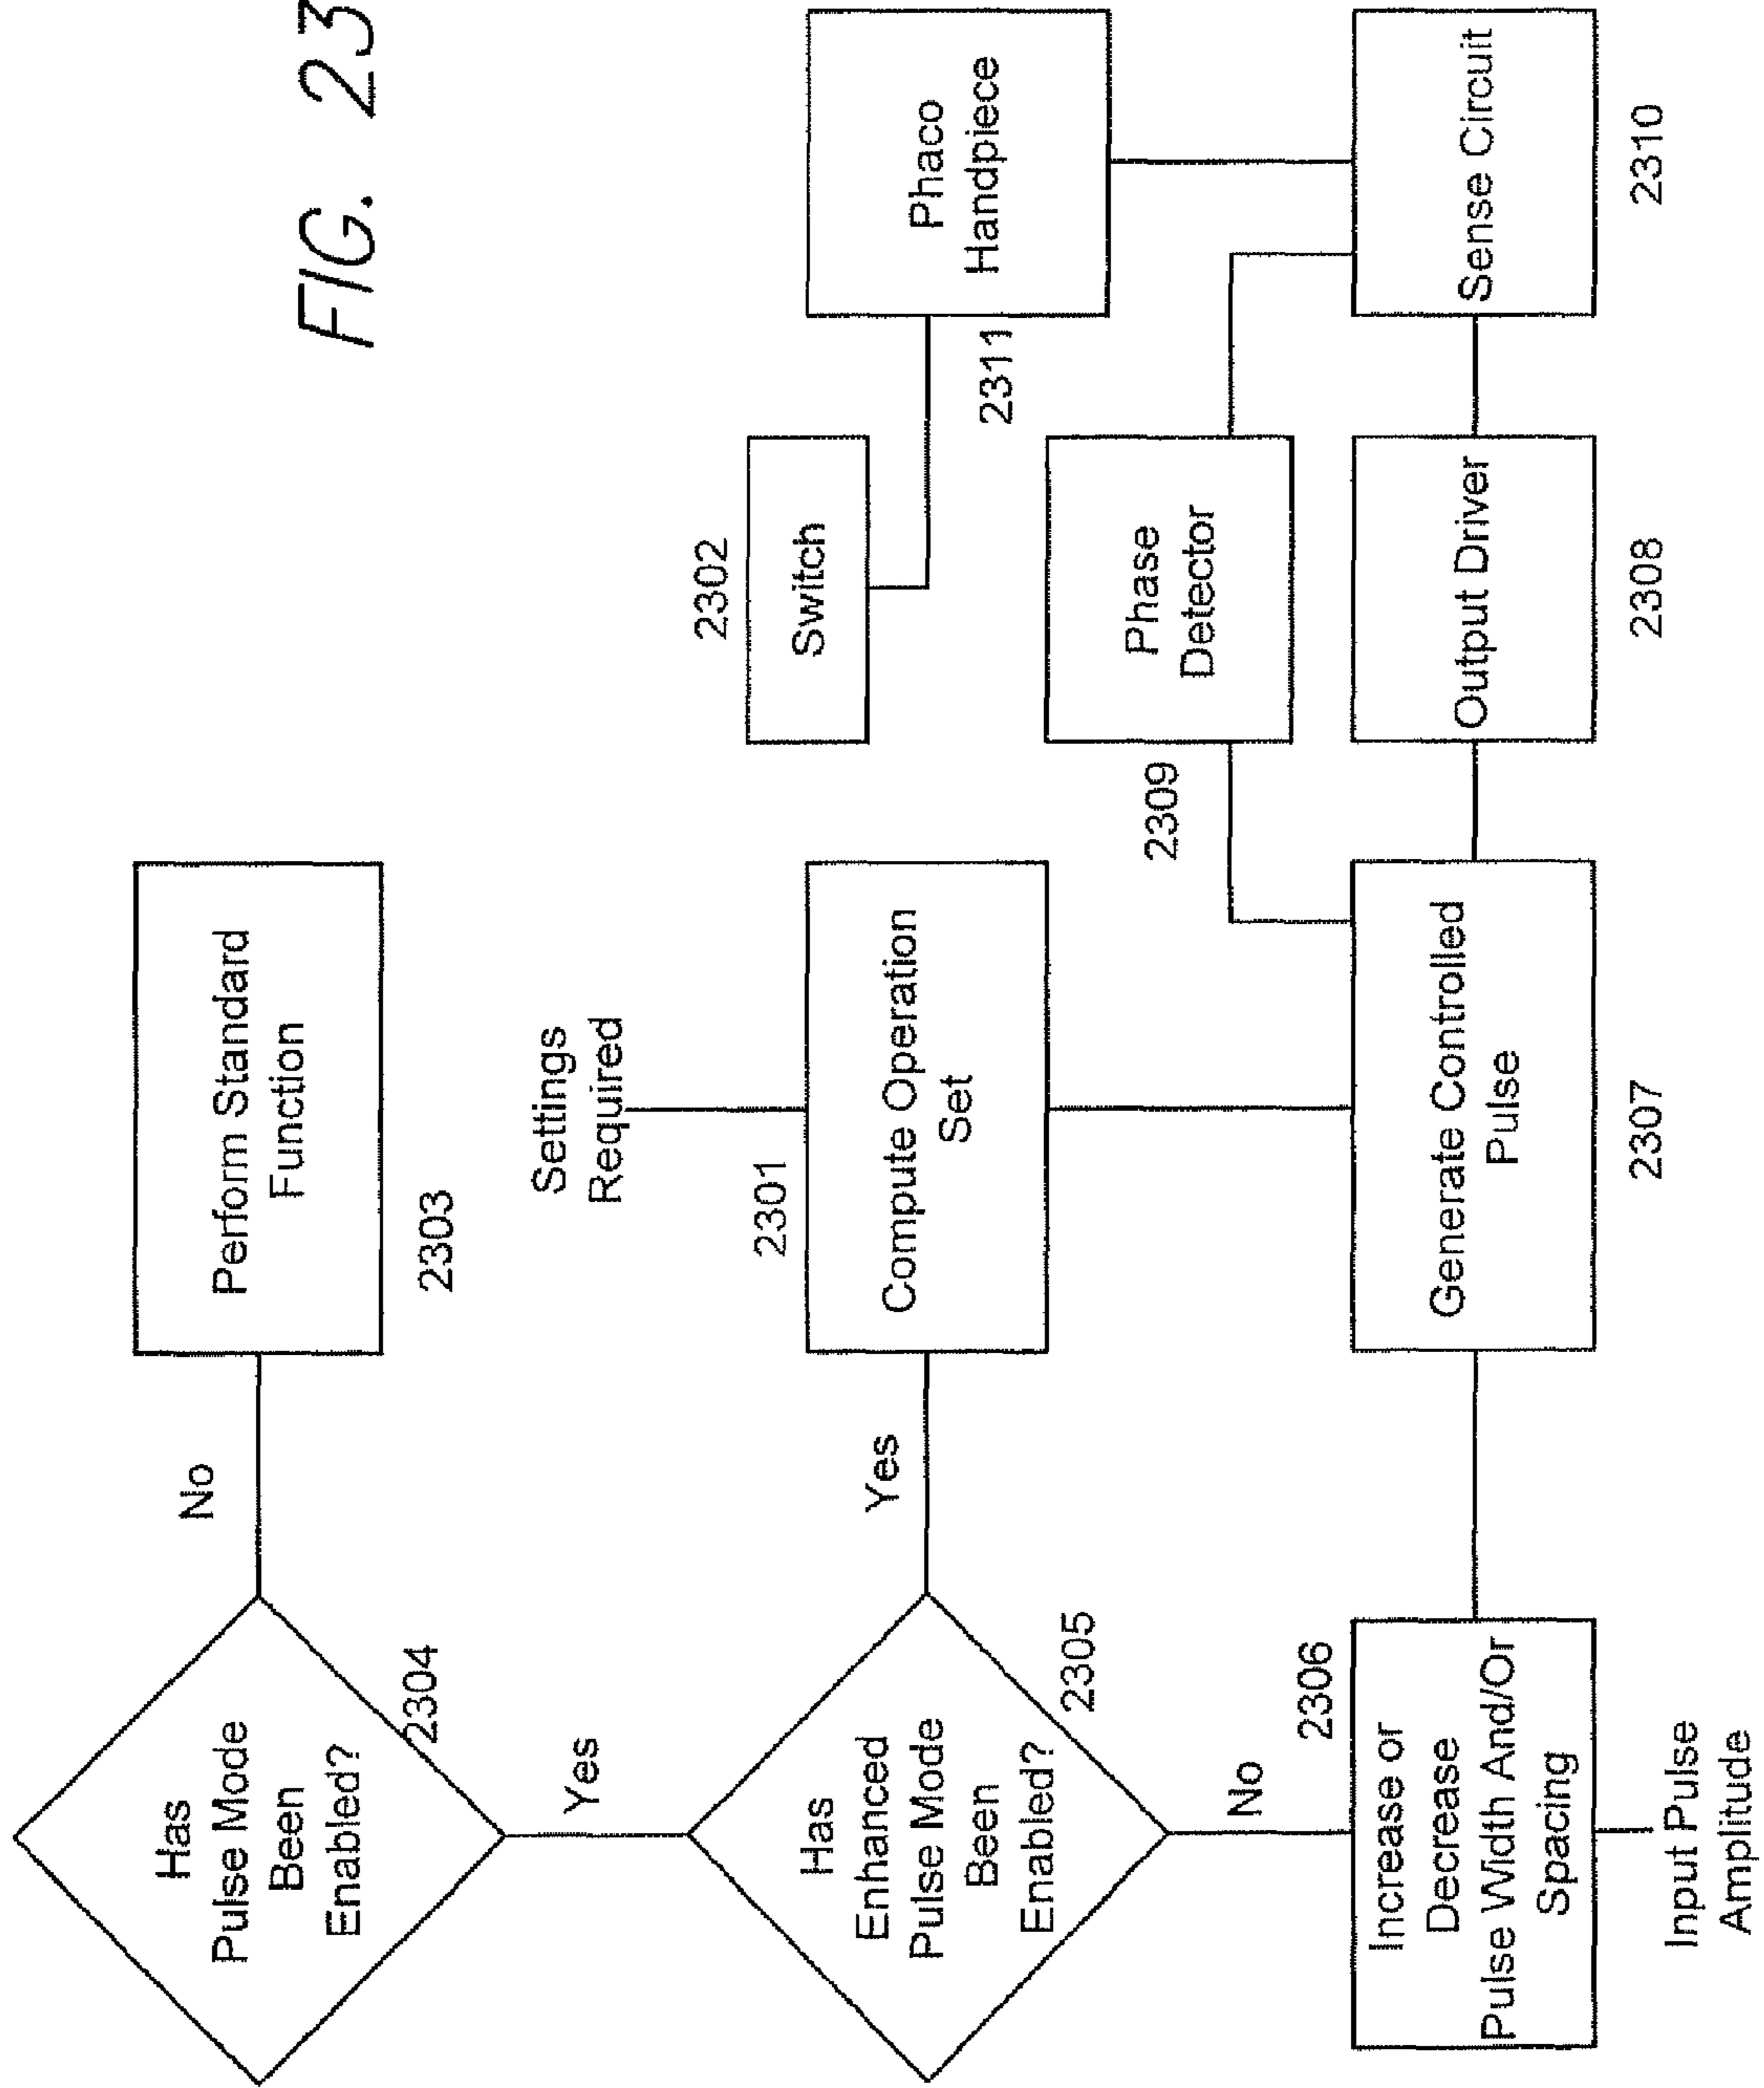 FIG. 23
Has
Pulse Mode
Been
Enabled?
2304
No
Perform Standard
Function
2303
Yes
Has
Enhanced
Pulse Mode
Been
Enabled?
2305
Yes
Settings
Required
2301
Compute Operation
Set
2302
Switch
Phaco
Handpiece
2311
No
2306
Increase or
Decrease
Pulse Width And/Or
Spacing
Input Pulse
Amplitude
Generate Controlled
Pulse
2307
2309
Phase
Detector
Output Driver
2308
Sense Circuit
2310